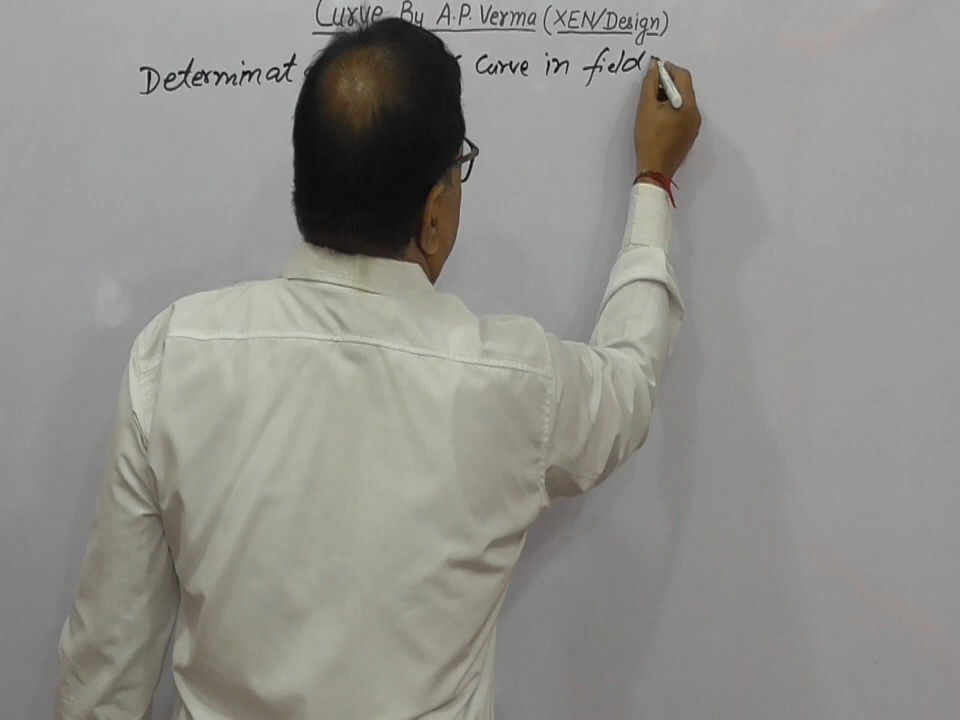 Curve By A.P. Verma (XEN/Design)
Determinat Curve in field